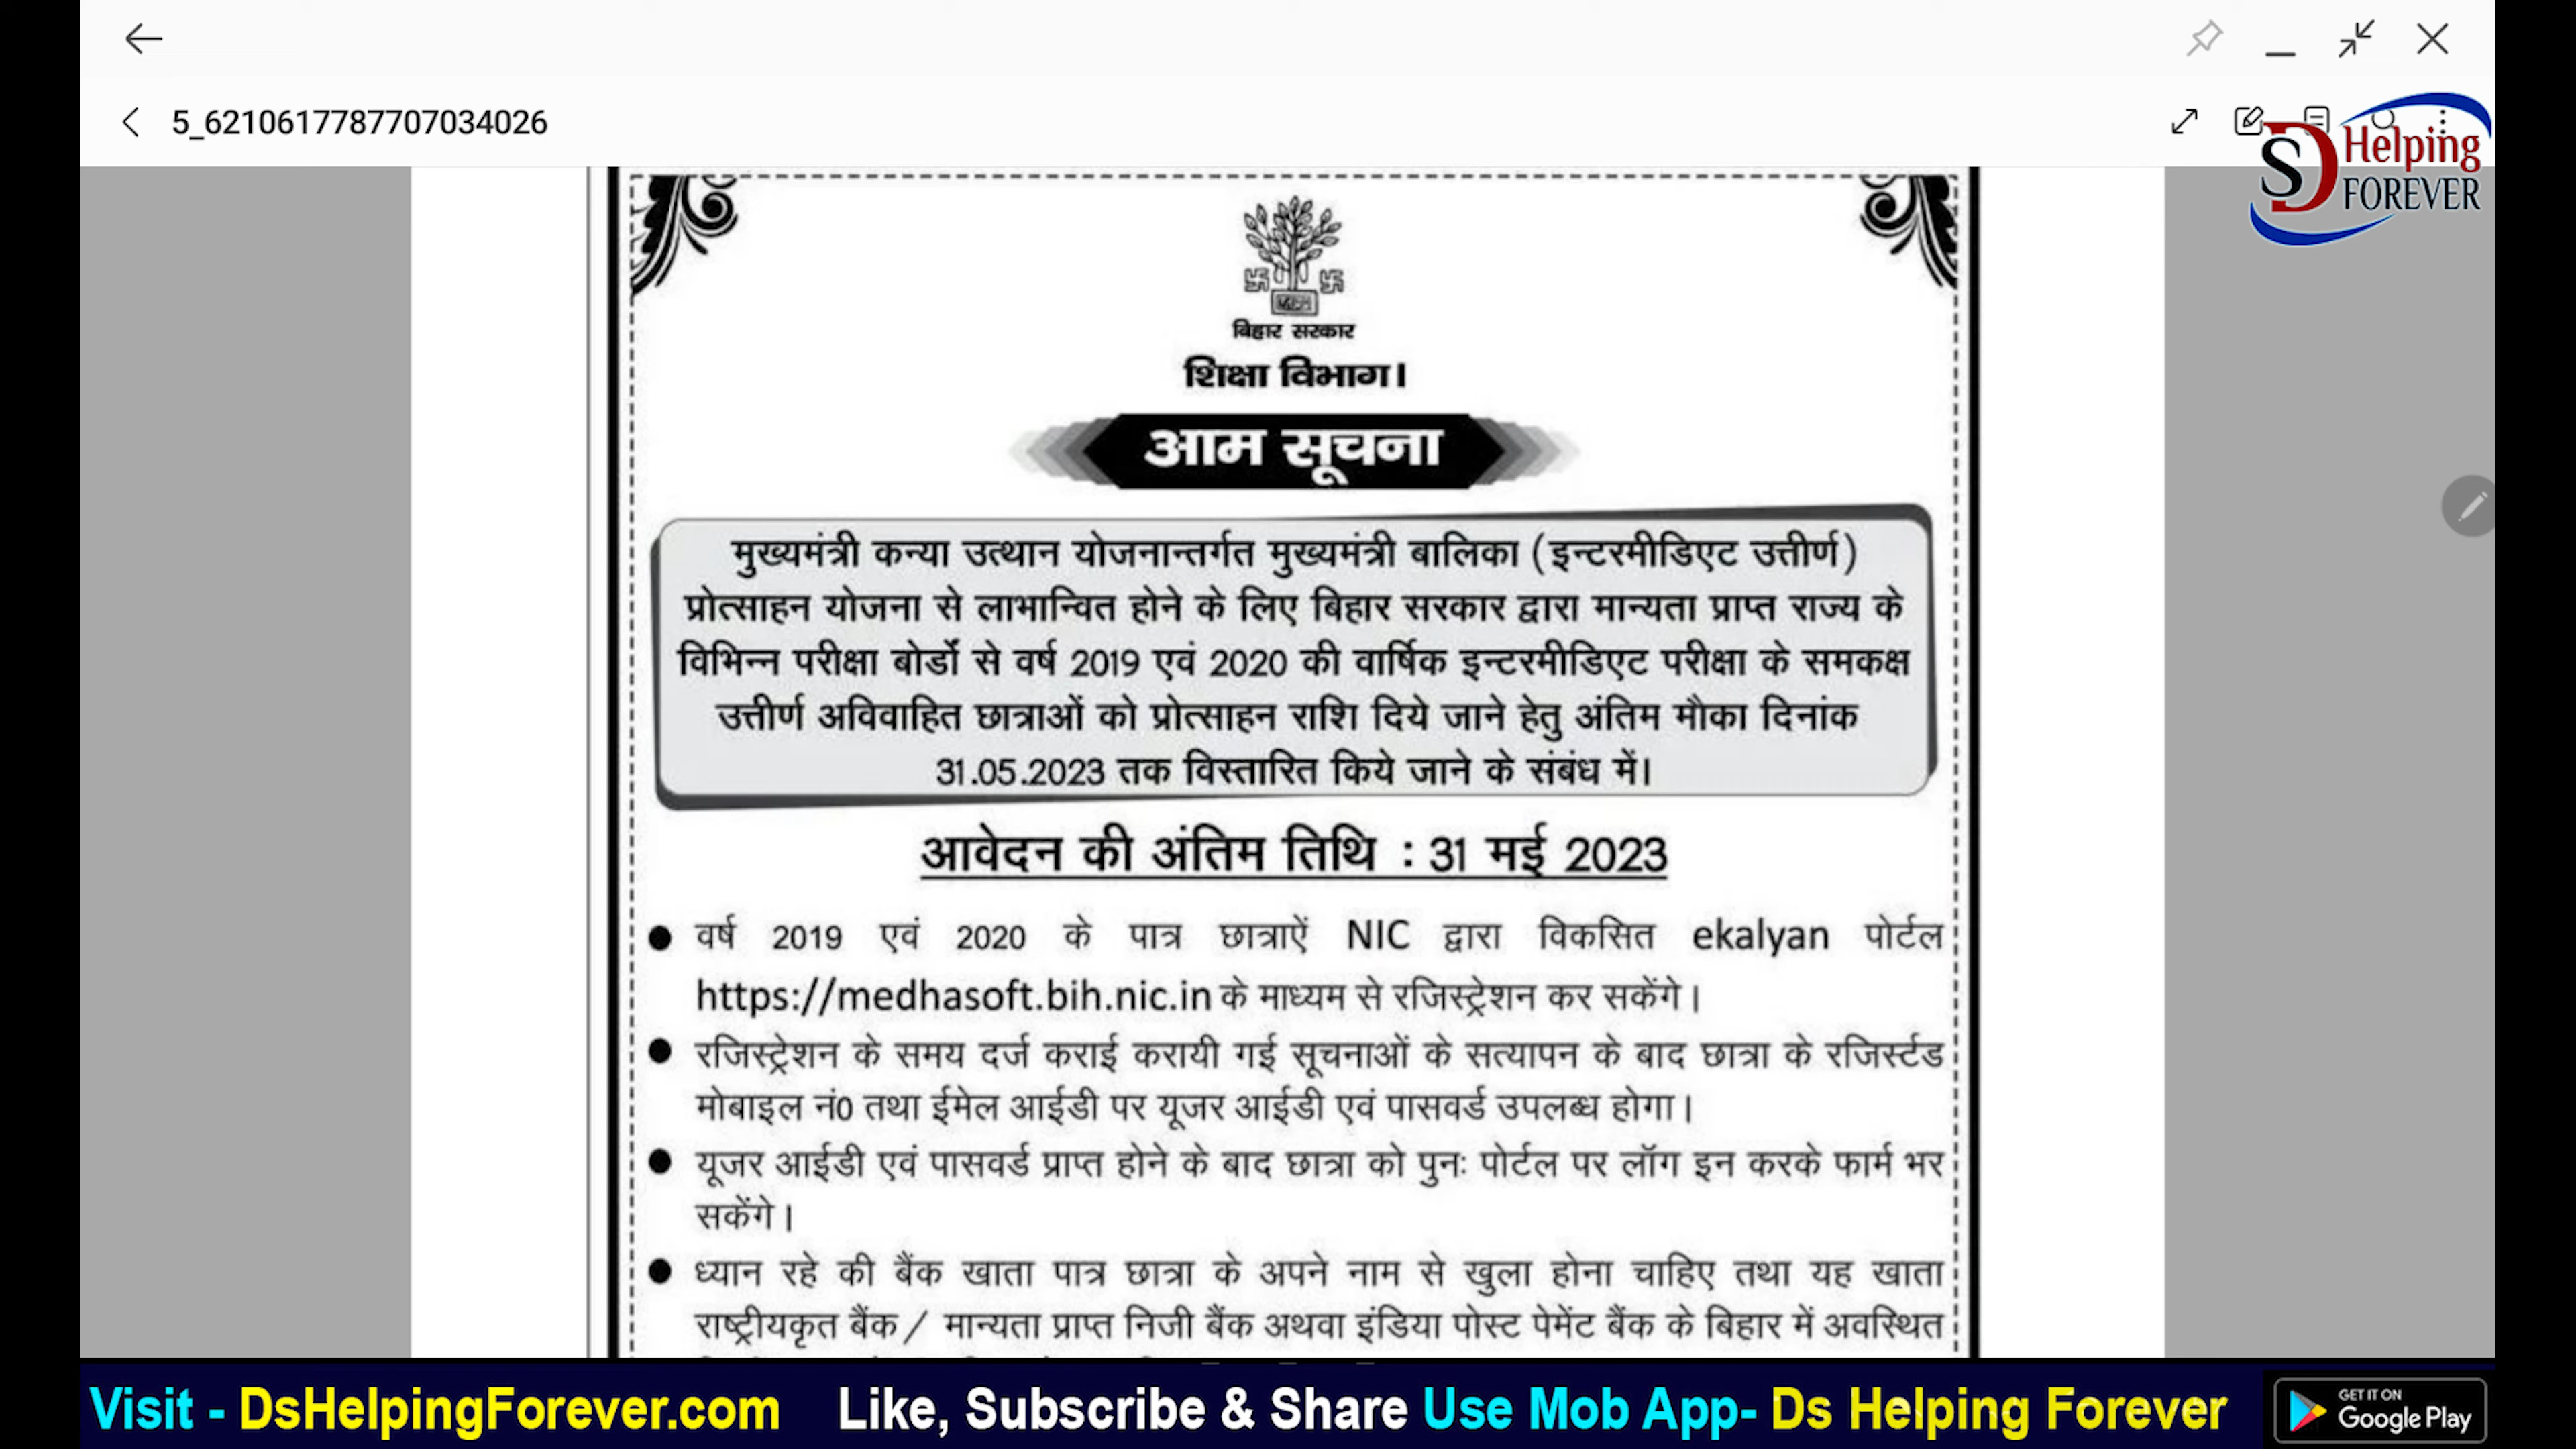 5_6210617787707034026
SD Helping
FOREVER
बिहार सरकार
शिक्षा विभाग।
आम सूचना
मुख्यमंत्री कन्या उत्थान योजनान्तर्गत मुख्यमंत्री बालिका (इन्टरमीडिएट उत्तीर्ण)
प्रोत्साहन योजना से लाभान्वित होने के लिए बिहार सरकार द्वारा मान्यता प्राप्त राज्य के
विभिन्न परीक्षा बोर्डों से वर्ष 2019 एवं 2020 की वार्षिक इन्टरमीडिएट परीक्षा के समकक्ष
उत्तीर्ण अविवाहित छात्राओं को प्रोत्साहन राशि दिये जाने हेतु अंतिम मौका दिनांक
31.05.2023 तक विस्तारित किये जाने के संबंध में।
आवेदन की अंतिम तिथि : 31 मई 2023
● वर्ष 2019 एवं 2020 के पात्र छात्राऐं NIC द्वारा विकसित ekalyan पोर्टल
https://medhasoft.bih.nic.in के माध्यम से रजिस्ट्रेशन कर सकेंगे।
● रजिस्ट्रेशन के समय दर्ज कराई करायी गई सूचनाओं के सत्यापन के बाद छात्रा के रजिर्स्टड
मोबाइल नं0 तथा ईमेल आईडी पर यूजर आईडी एवं पासवर्ड उपलब्ध होगा।
● यूजर आईडी एवं पासवर्ड प्राप्त होने के बाद छात्रा को पुनः पोर्टल पर लॉग इन करके फार्म भर
सकेंगे।
● ध्यान रहे की बैंक खाता पात्र छात्रा के अपने नाम से खुला होना चाहिए तथा यह खाता
राष्ट्रीयकृत बैंक / मान्यता प्राप्त निजी बैंक अथवा इंडिया पोस्ट पेमेंट बैंक के बिहार में अवस्थित
Visit - DsHelpingForever.com Like, Subscribe & Share Use Mob App- Ds Helping Forever
GET IT ON
Google Play